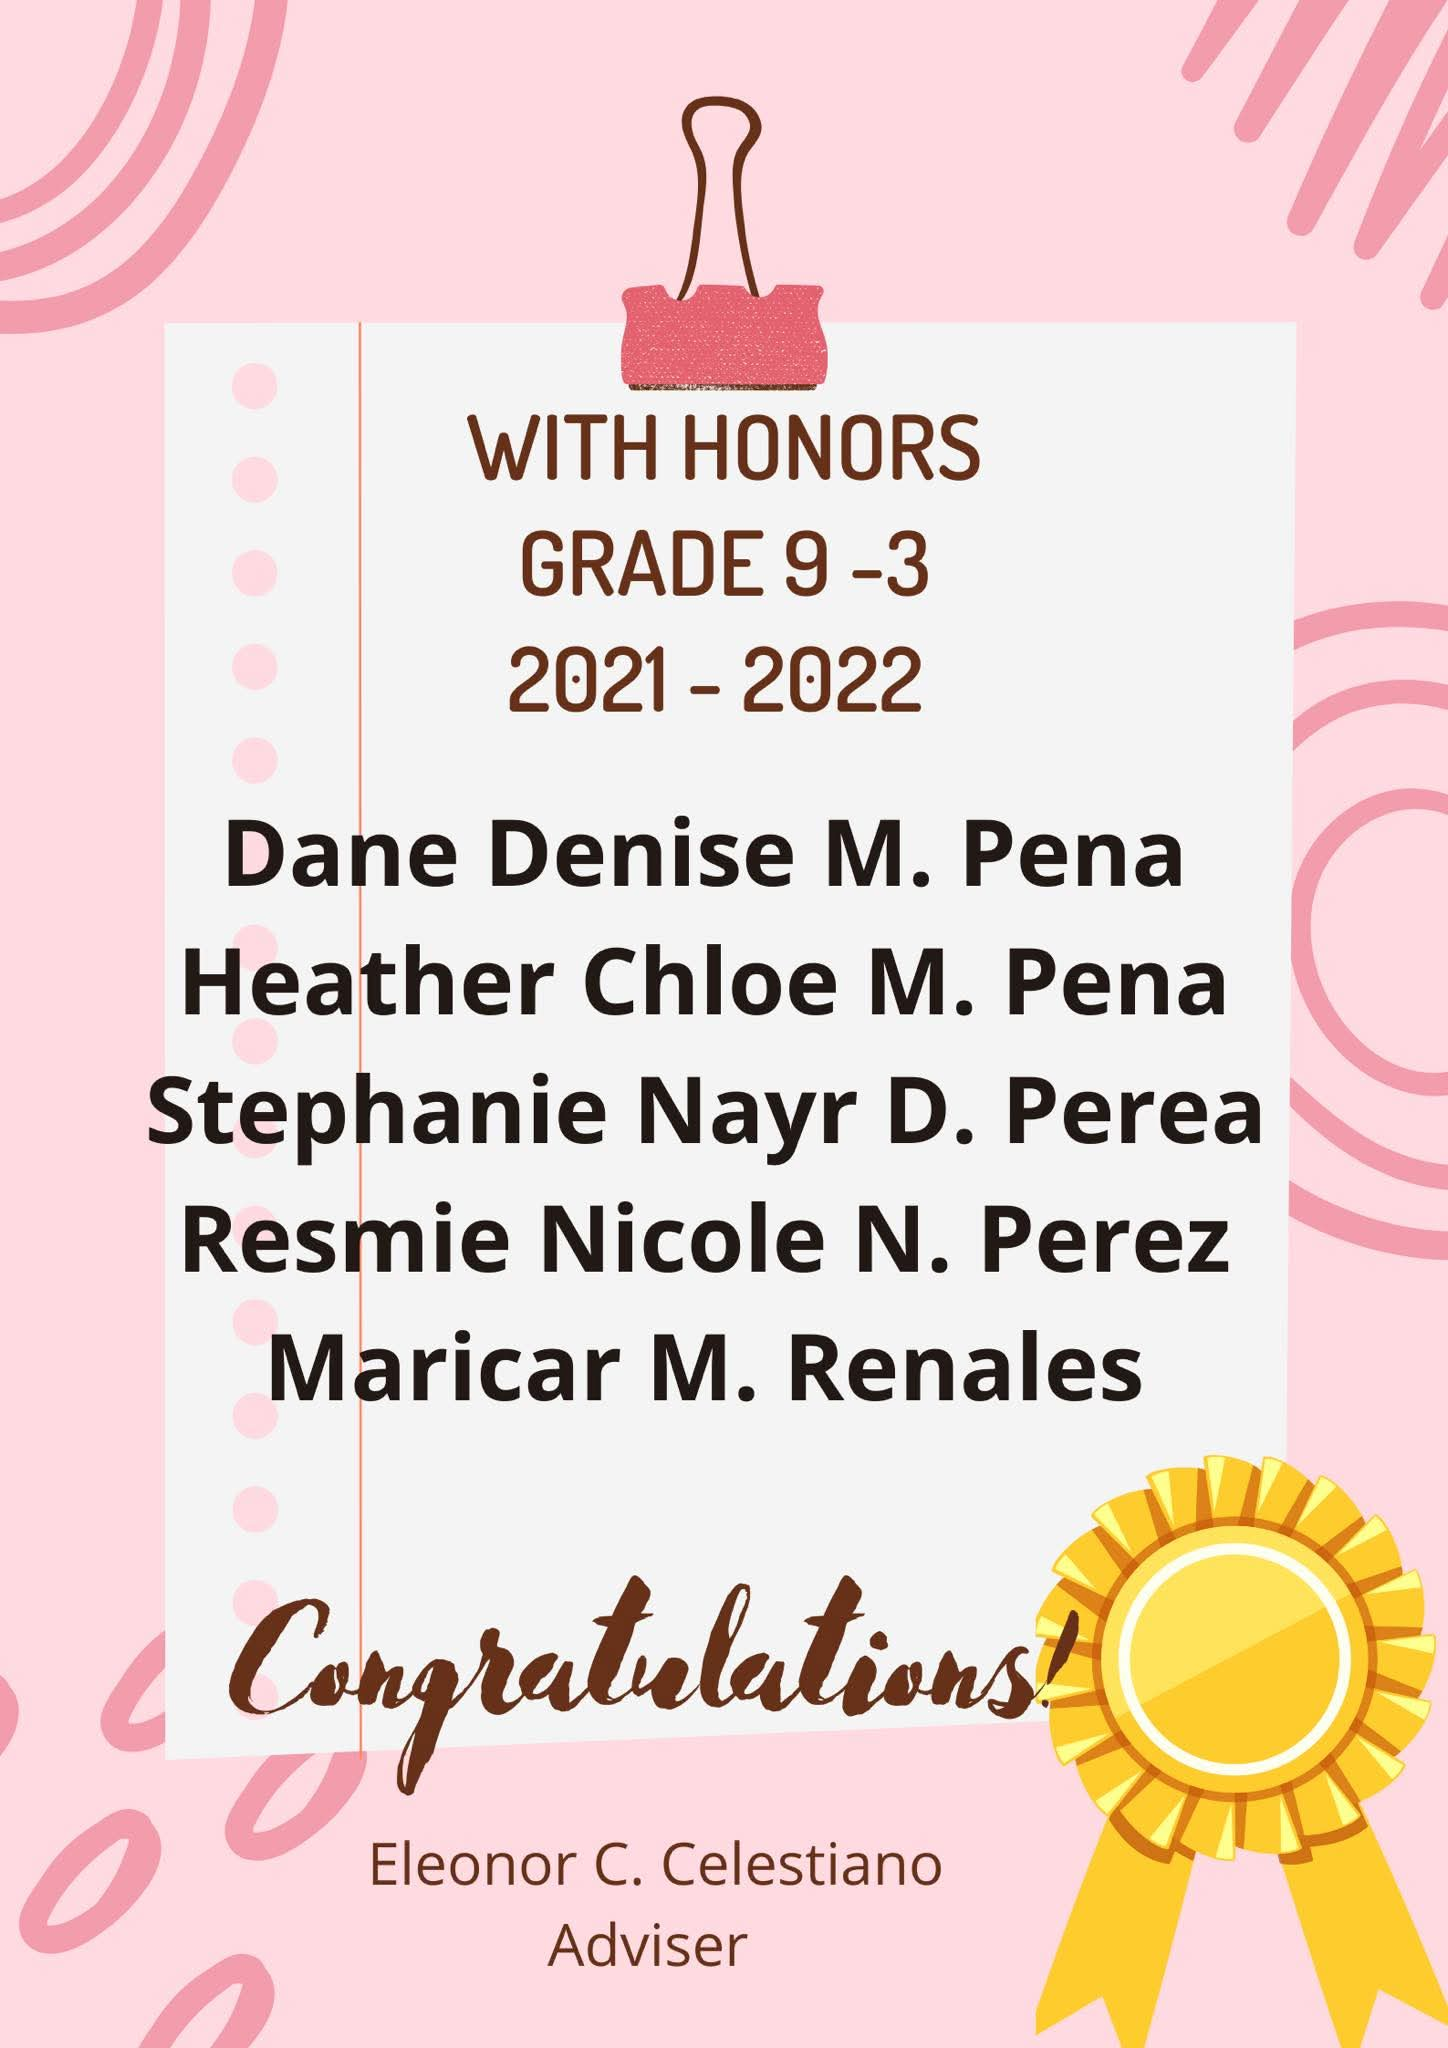 WITH HONORS
GRADE 9 -3
2021 - 2022
Dane Denise M. Pena
Heather Chloe M. Pena
Stephanie Nayr D. Perea
Resmie Nicole N. Perez
Maricar M. Renales
Congratulations!
Eleonor C. Celestiano
Adviser